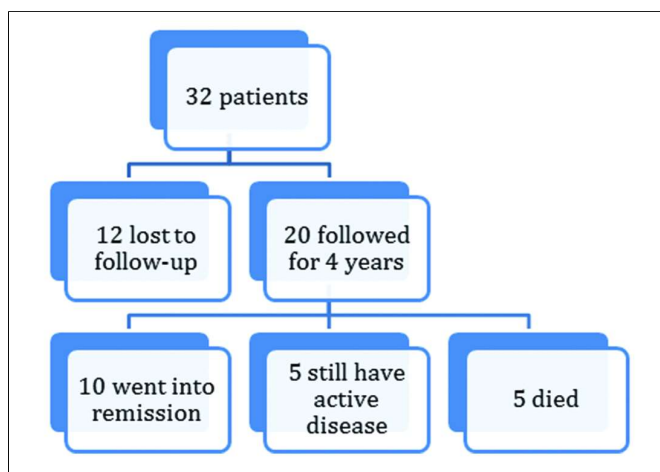 32 patients
12 lost to
follow-up
20 followed
for 4 years
10 went into
remission
5 still have
active
disease
5 died